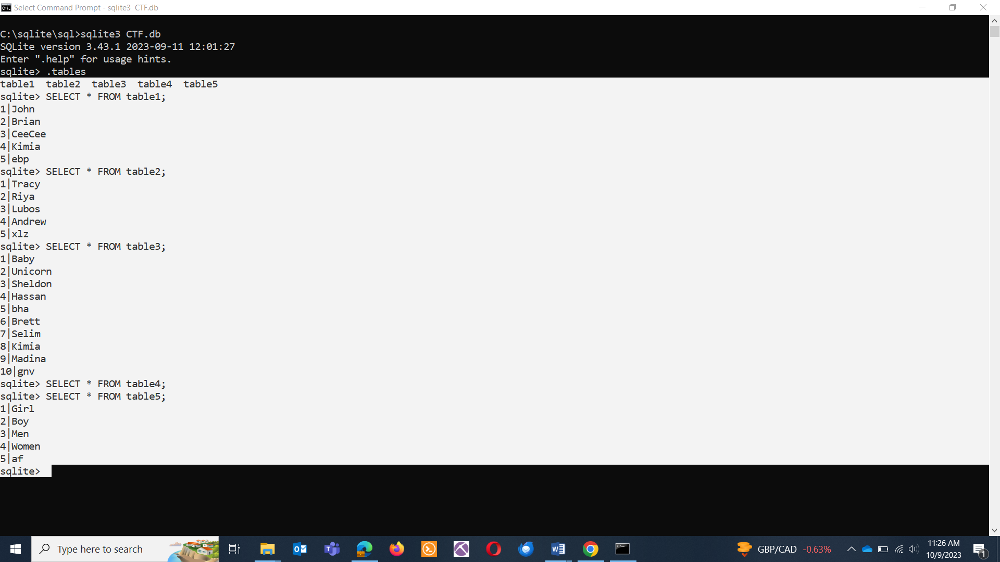 Select Command Prompt - sqlite3  CTF.db
C:\sqlite\sql>sqlite3 CTF.db
SQLite version 3.43.1 2023-09-11 12:01:27
Enter ".help" for usage hints.
sqlite> .tables
table1  table2  table3  table4  table5
sqlite> SELECT * FROM table1;
1|John
2|Brian
3|CeeCee
4|Kimia
5|ebp
sqlite> SELECT * FROM table2;
1|Tracy
2|Riya
3|Lubos
4|Andrew
5|xlz
sqlite> SELECT * FROM table3;
1|Baby
2|Unicorn
3|Sheldon
4|Hassan
5|bha
6|Brett
7|Selim
8|Kimia
9|Madina
10|gnv
sqlite> SELECT * FROM table4;
sqlite> SELECT * FROM table5;
1|Girl
2|Boy
3|Men
4|Women
5|af
sqlite>
Type here to search
GBP/CAD -0.63%
11:26 AM
10/9/2023
1